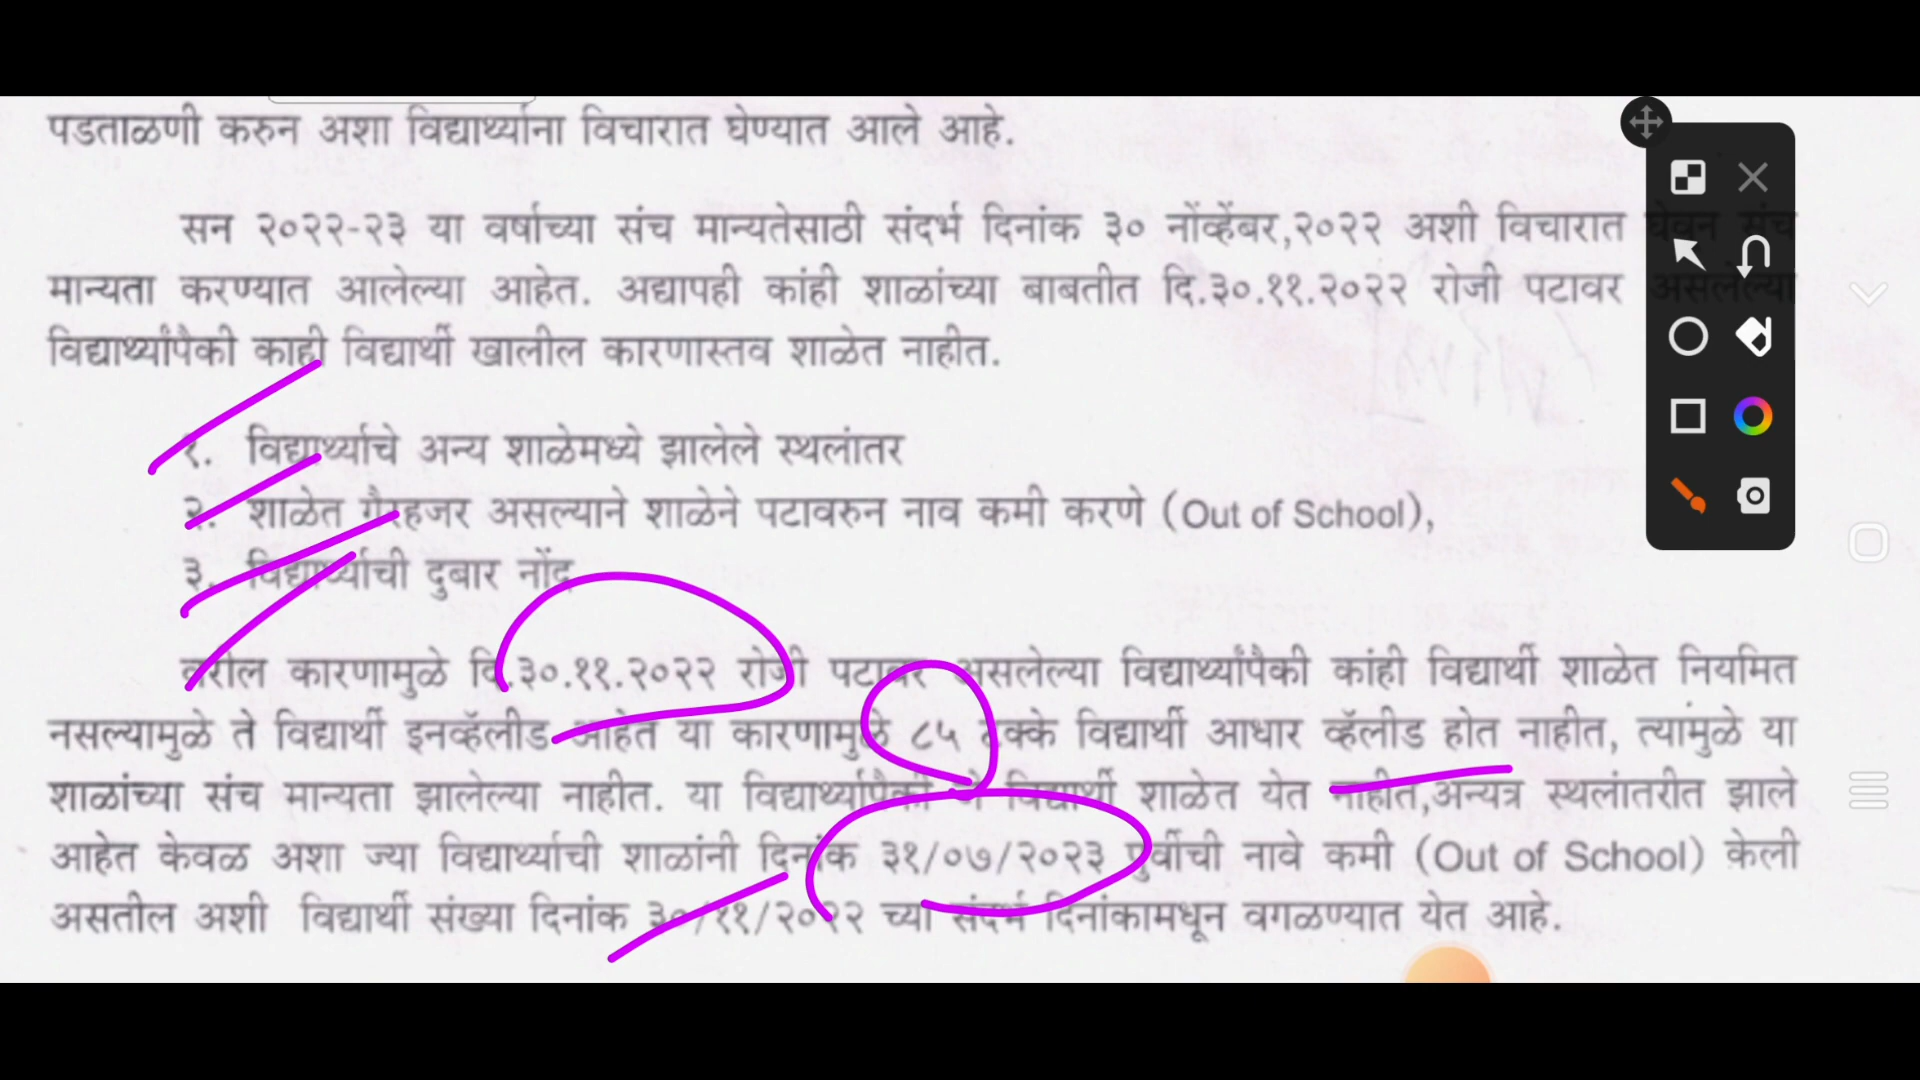 पडताळणी करुन अशा विद्यार्थ्यांना विचारात घेण्यात आले आहे.
सन २०२२-२३ या वर्षाच्या संच मान्यतेसाठी संदर्भ दिनांक ३० नोंव्हेंबर,२०२२ अशी विचारात घेवून संच
मान्यता करण्यात आलेल्या आहेत. अद्यापही कांही शाळांच्या बाबतीत दि.३०.११.२०२२ रोजी पटावर असलेल्या
विद्यार्थ्यांपैकी काही विद्यार्थी खालील कारणास्तव शाळेत नाहीत.
१. विद्यार्थ्याचे अन्य शाळेमध्ये झालेले स्थलांतर
२. शाळेत गैरहजर असल्याने शाळेने पटावरुन नाव कमी करणे (Out of School),
३. विद्यार्थ्याची दुबार नोंद
वरील कारणामुळे दि.३०.११.२०२२ रोजी पटावर असलेल्या विद्यार्थ्यांपैकी कांही विद्यार्थी शाळेत नियमित
नसल्यामुळे ते विद्यार्थी इनव्हॅलीड आहेत या कारणामुळे ८५ टक्के विद्यार्थी आधार व्हॅलीड होत नाहीत, त्यामुळे या
शाळांच्या संच मान्यता झालेल्या नाहीत. या विद्यार्थ्यांपैकी जे विद्यार्थी शाळेत येत नाहीत,अन्यत्र स्थलांतरीत झाले
आहेत केवळ अशा ज्या विद्यार्थ्याची शाळांनी दिनांक ३१/०७/२०२३ पुर्वीची नावे कमी (Out of School) केली
असतील अशी विद्यार्थी संख्या दिनांक ३०/११/२०२२ च्या संदर्भ दिनांकामधून वगळण्यात येत आहे.